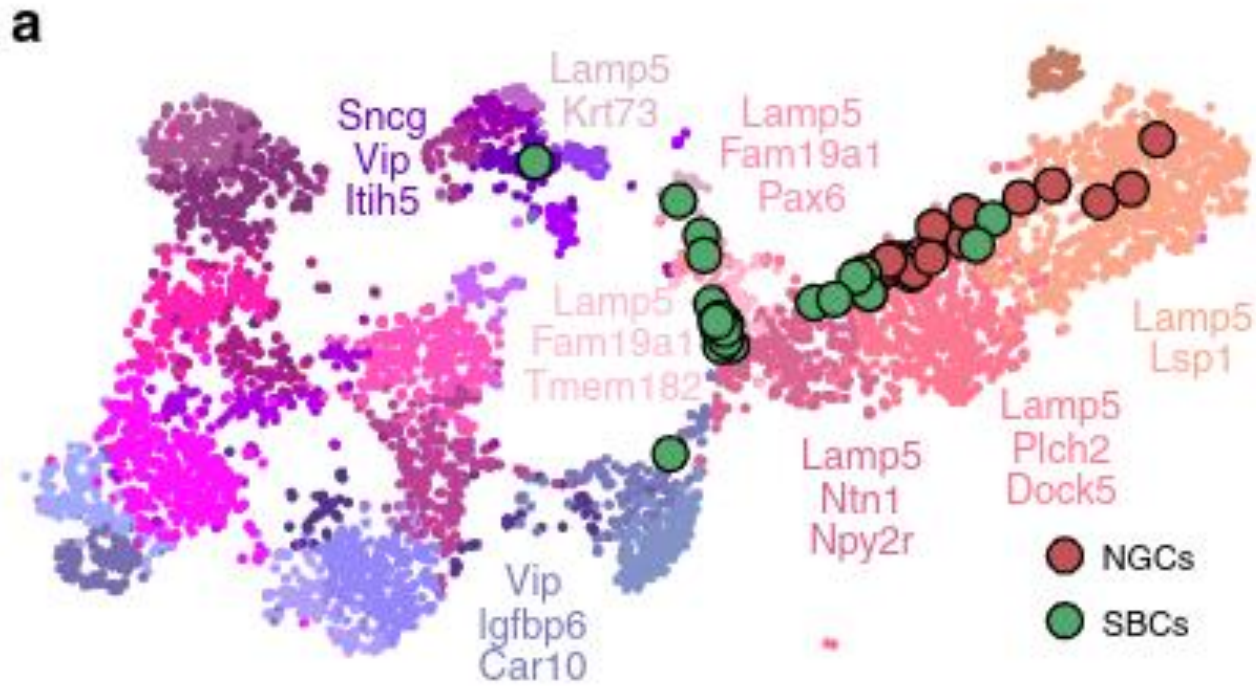 a
Sncg
Vip
Itih5
Lamp5
Krt73
Lamp5
Fam19a1
Pax6
Lamp5
Fam19a1
Tmem182
Lamp5
Lsp1
Lamp5
Plch2
Dock5
Lamp5
Ntn1
Npy2r
Vip
Igfbp6
Car10
NGCs
SBCs